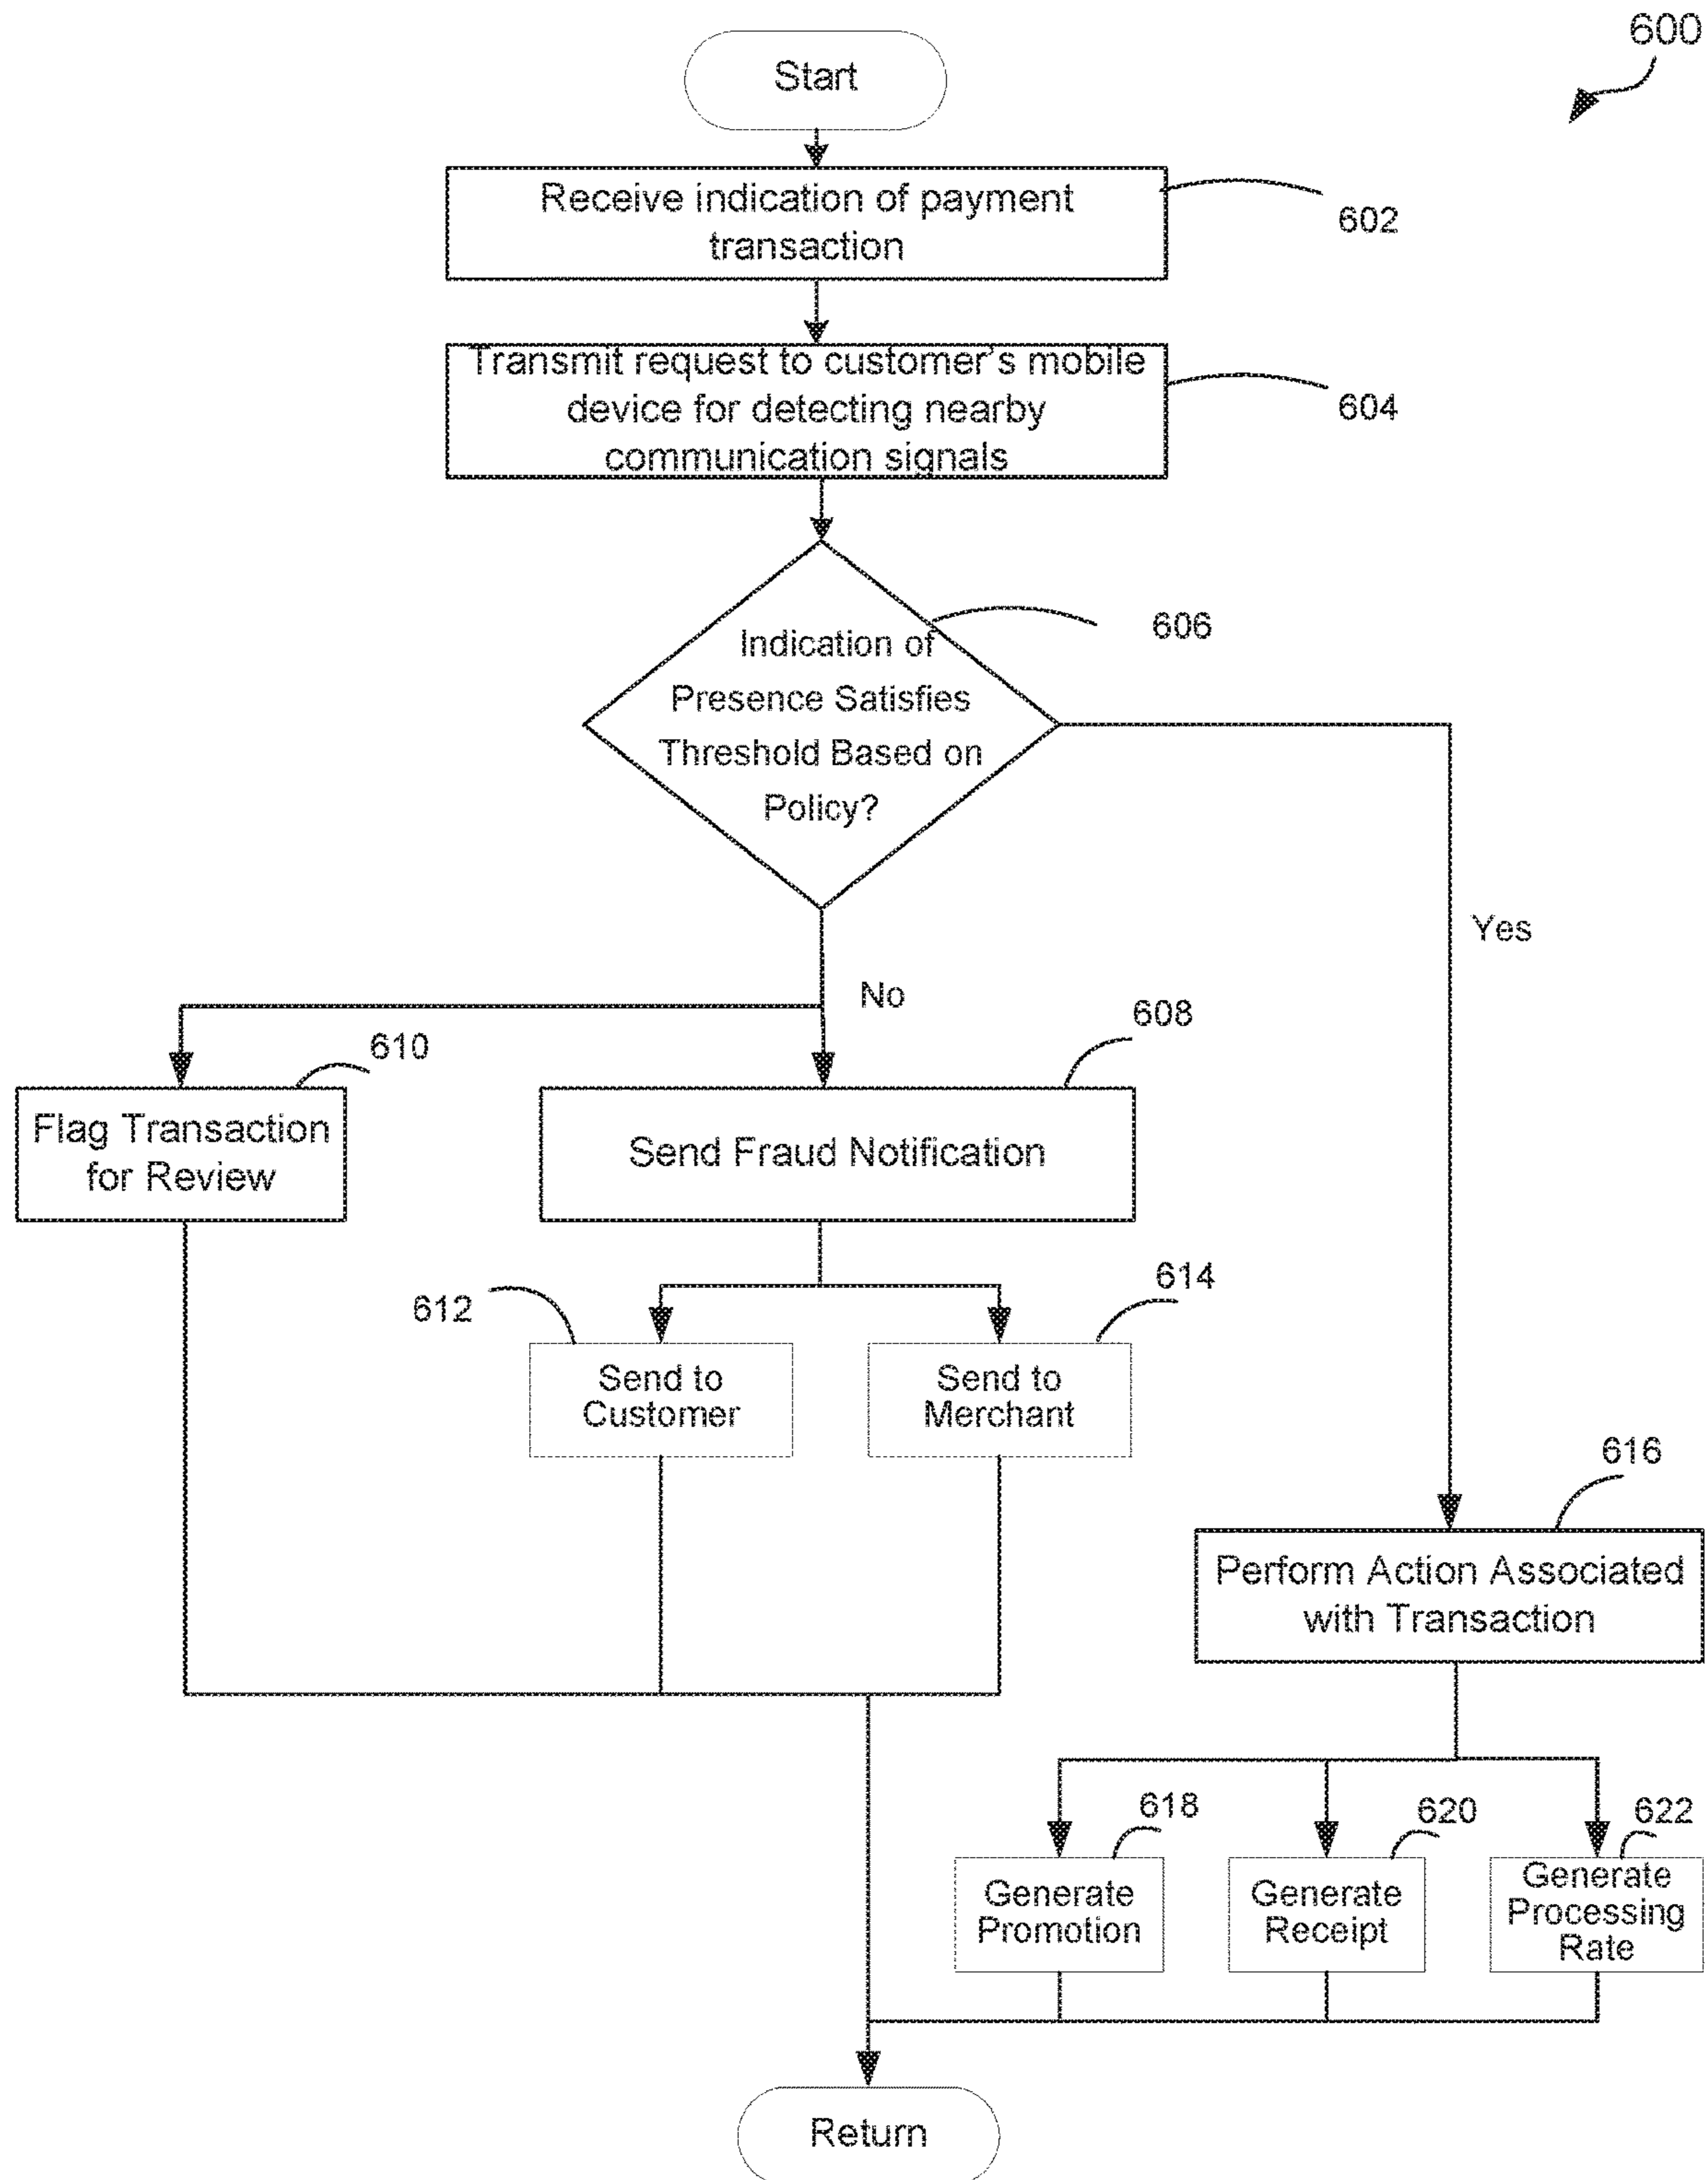 600
Start
Receive indication of payment
transaction
602
Transmit request to customer's mobile
device for detecting nearby
communication signals
604
606
Indication of
Presence Satisfies
Threshold Based on
Policy?
Yes
No
608
610
Flag Transaction
for Review
Send Fraud Notification
612
614
Send to
Customer
Send to
Merchant
616
Perform Action Associated
with Transaction
618
620
622
Generate
Promotion
Generate
Receipt
Generate
Processing
Rate
Return